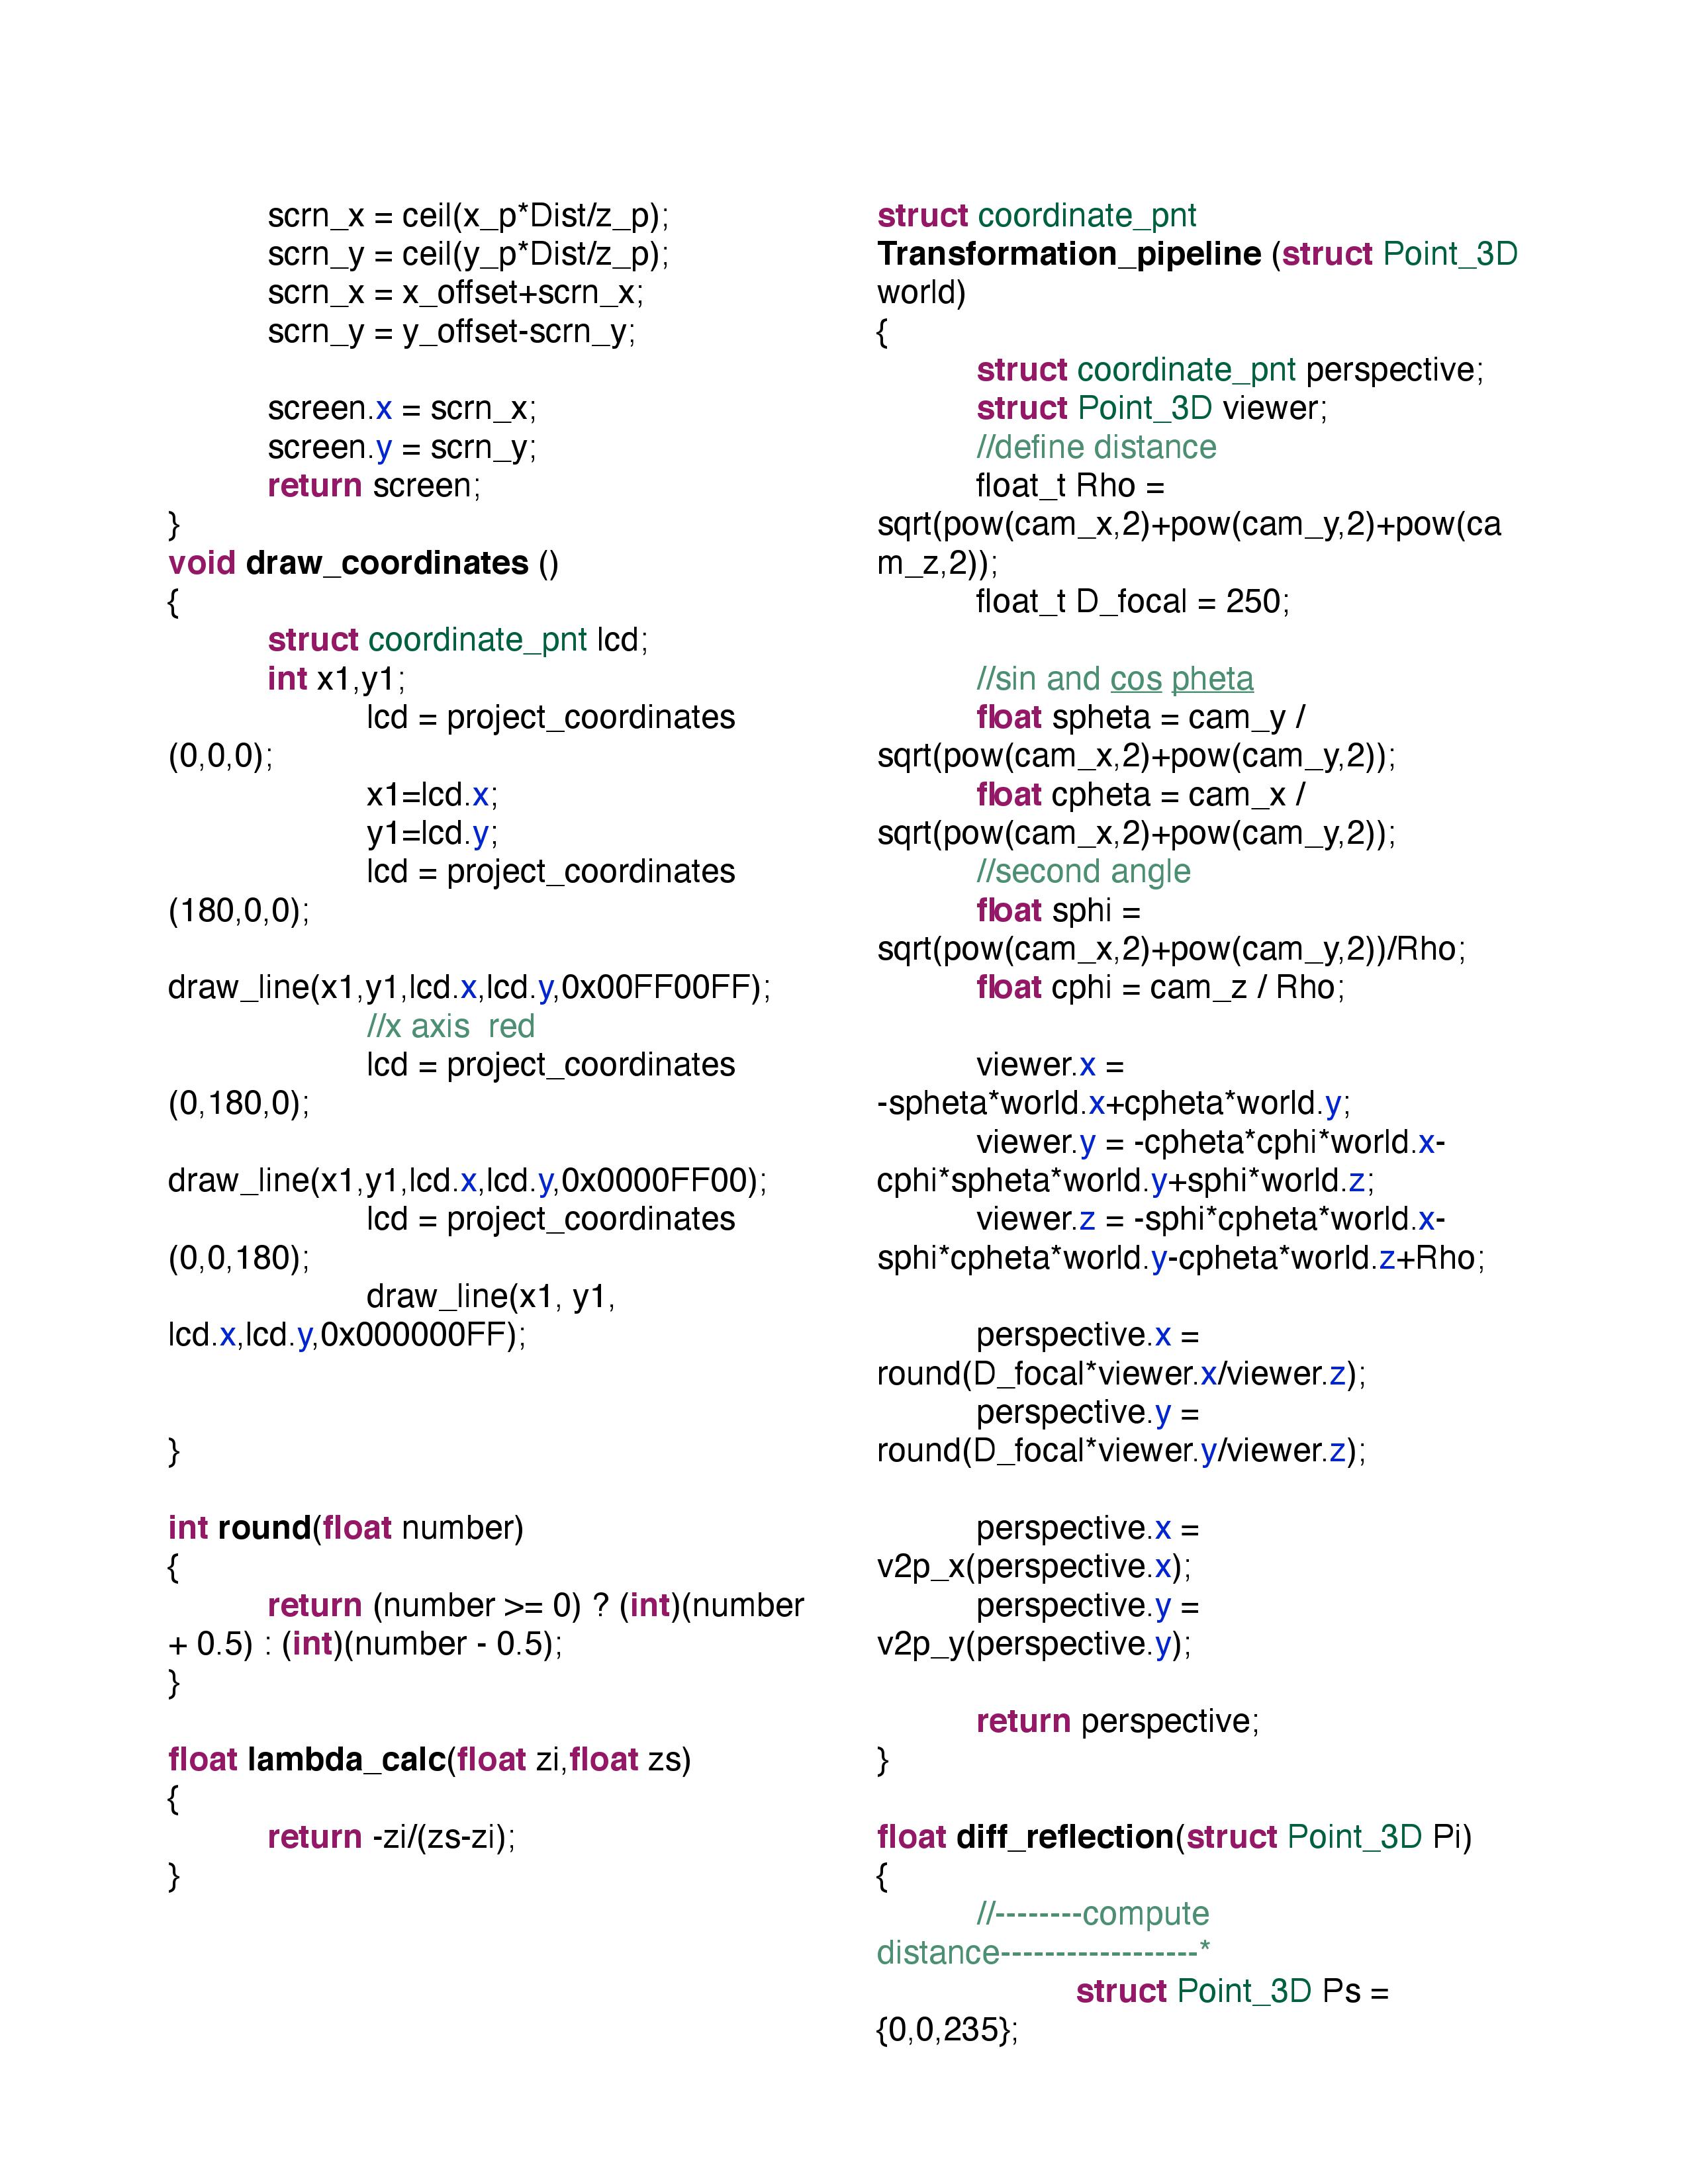 scrn_x = ceil(x_p*Dist/z_p);
scrn_y = ceil(y_p*Dist/z_p);
scrn_x = x_offset+scrn_x;
scrn_y = y_offset-scrn_y;
screen.x = scrn_x;
screen.y = scrn_y;
return screen;
}
void draw_coordinates ()
{
struct coordinate_pnt lcd;
int x1,y1;
lcd = project_coordinates
(0,0,0);
x1=lcd.x;
y1=lcd.y;
lcd = project_coordinates
(180,0,0);
draw_line(x1,y1,lcd.x,lcd.y,0x00FF00FF);
//x axis  red
lcd = project_coordinates
(0,180,0);
draw_line(x1,y1,lcd.x,lcd.y,0x0000FF00);
lcd = project_coordinates
(0,0,180);
draw_line(x1, y1,
lcd.x,lcd.y,0x000000FF);
}
int round(float number)
{
return (number >= 0) ? (int)(number
+ 0.5) : (int)(number - 0.5);
}
float lambda_calc(float zi,float zs)
{
return -zi/(zs-zi);
}
struct coordinate_pnt
Transformation_pipeline (struct Point_3D
world)
{
struct coordinate_pnt perspective;
struct Point_3D viewer;
//define distance
float_t Rho =
sqrt(pow(cam_x,2)+pow(cam_y,2)+pow(ca
m_z,2));
float_t D_focal = 250;
//sin and cos pheta
float spheta = cam_y /
sqrt(pow(cam_x,2)+pow(cam_y,2));
float cpheta = cam_x /
sqrt(pow(cam_x,2)+pow(cam_y,2));
//second angle
float sphi =
sqrt(pow(cam_x,2)+pow(cam_y,2))/Rho;
float cphi = cam_z / Rho;
viewer.x =
-spheta*world.x+cpheta*world.y;
viewer.y = -cpheta*cphi*world.x-
cphi*spheta*world.y+sphi*world.z;
viewer.z = -sphi*cpheta*world.x-
sphi*cpheta*world.y-cpheta*world.z+Rho;
perspective.x =
round(D_focal*viewer.x/viewer.z);
perspective.y =
round(D_focal*viewer.y/viewer.z);
perspective.x =
v2p_x(perspective.x);
perspective.y =
v2p_y(perspective.y);
return perspective;
}
float diff_reflection(struct Point_3D Pi)
{
//--------compute
distance------------------*
struct Point_3D Ps =
{0,0,235};